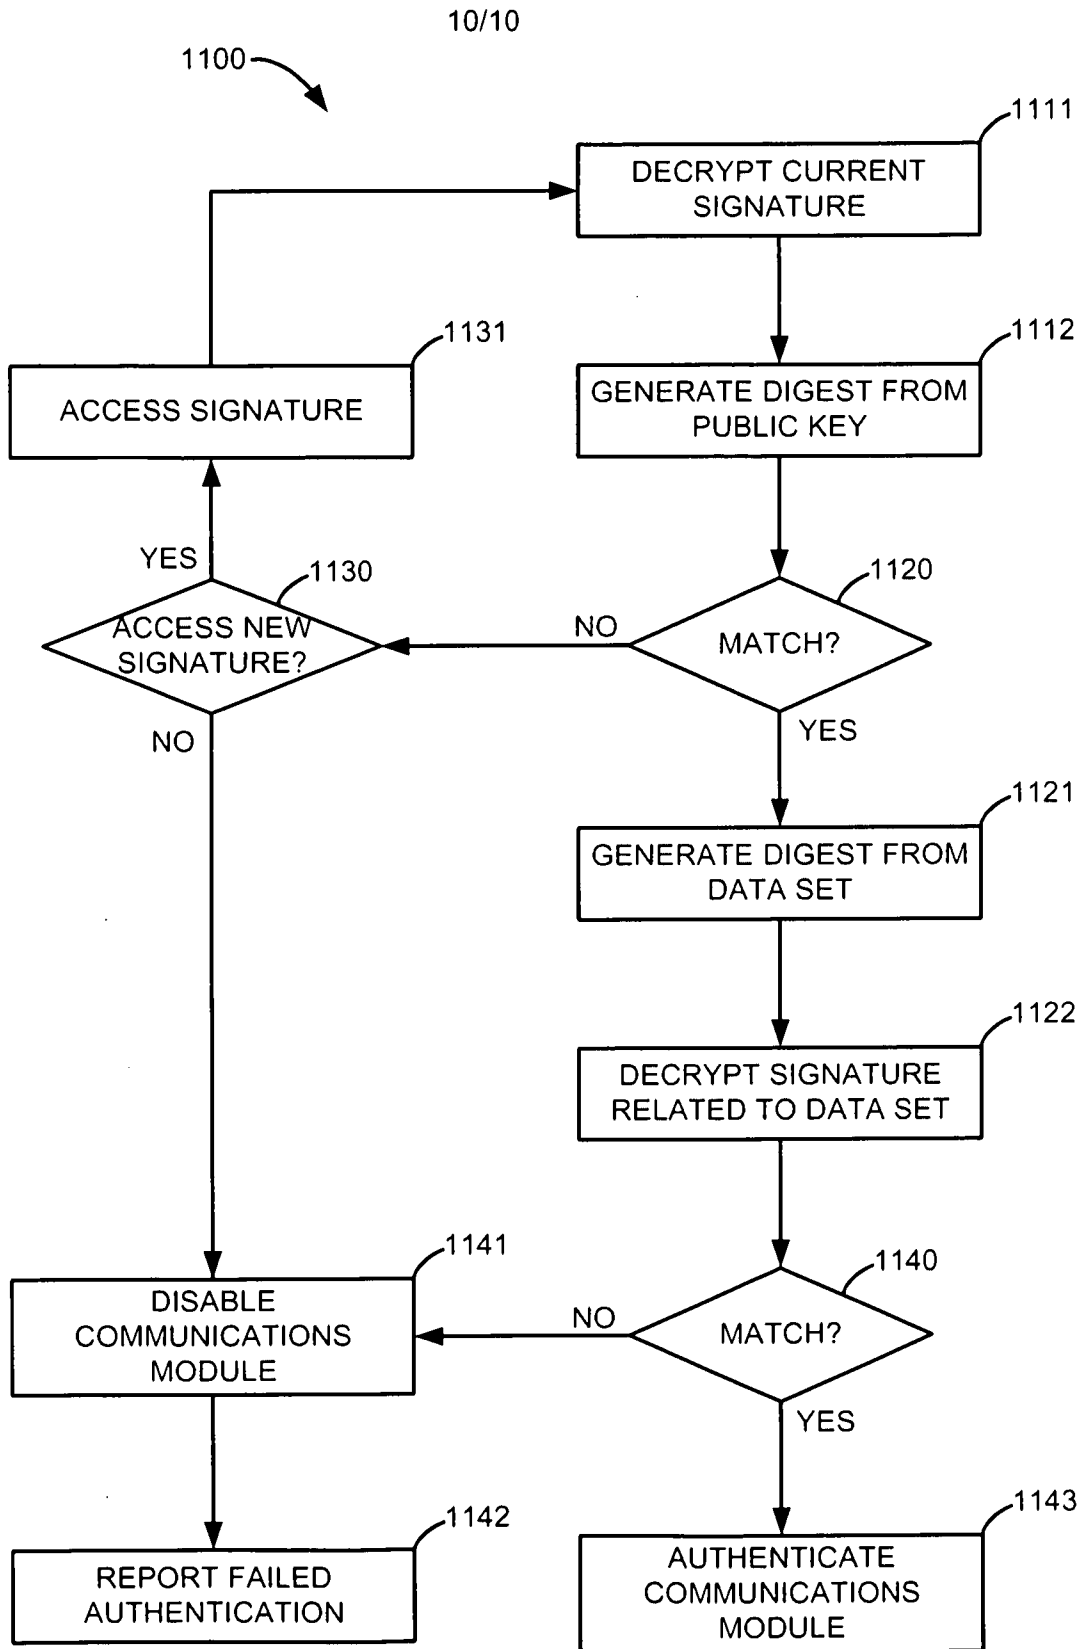 10/10
1100
1111
DECRYPT CURRENT
SIGNATURE
1131
ACCESS SIGNATURE
1112
GENERATE DIGEST FROM
PUBLIC KEY
YES
1130
ACCESS NEW
SIGNATURE?
NO
NO
1120
MATCH?
YES
1121
GENERATE DIGEST FROM
DATA SET
1122
DECRYPT SIGNATURE
RELATED TO DATA SET
1141
DISABLE
COMMUNICATIONS
MODULE
NO
1140
MATCH?
YES
1142
REPORT FAILED
AUTHENTICATION
1143
AUTHENTICATE
COMMUNICATIONS
MODULE